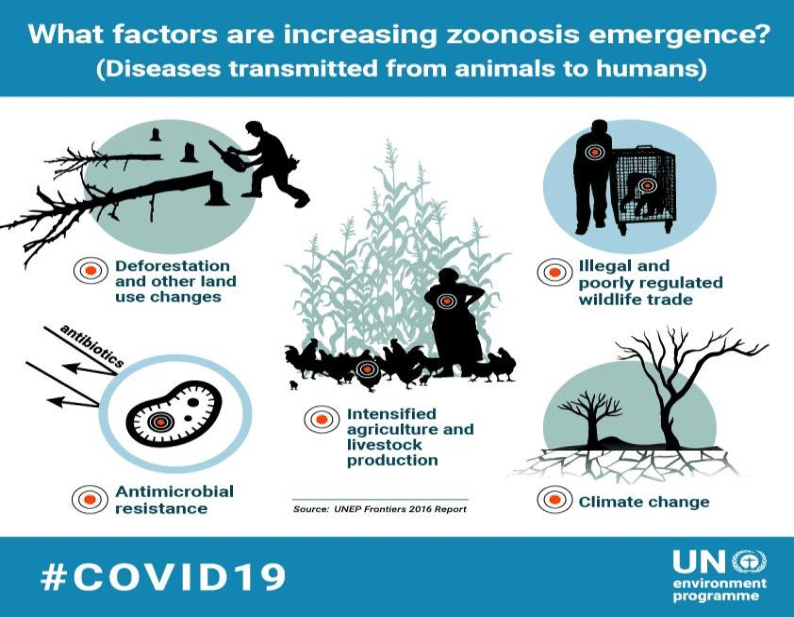 What factors are increasing zoonosis emergence?
(Diseases transmitted from animals to humans)
Deforestation
and other land
use changes
Illegal and
poorly regulated
wildlife trade
antibiotics
Intensified
agriculture and
livestock
production
Antimicrobial
resistance
Climate change
Source: UNEP Frontiers 2016 Report
#COVID19
UN
environment
programme